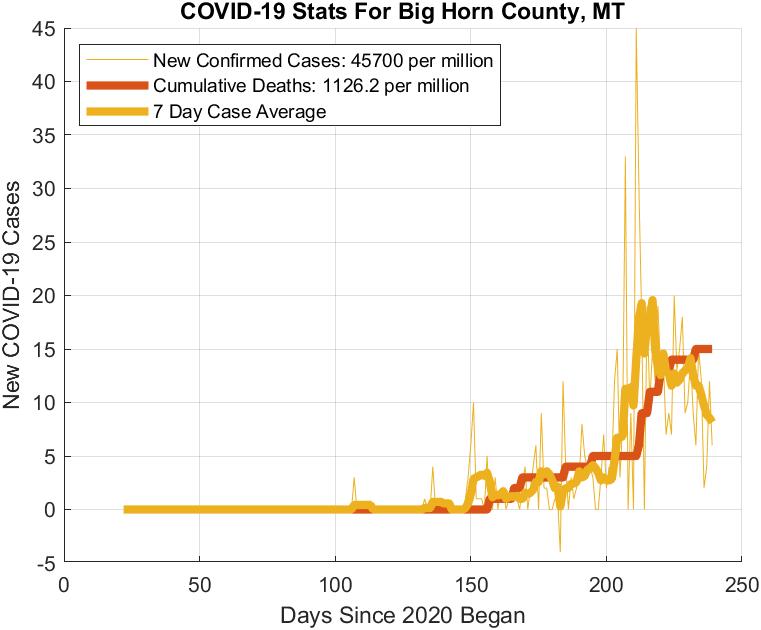 COVID-19 Stats For Big Horn County, MT
New Confirmed Cases: 45700 per million
Cumulative Deaths: 1126.2 per million
7 Day Case Average
New COVID-19 Cases
45
40
35
30
25
20
15
10
5
0
-5
0 50 100 150 200 250
Days Since 2020 Began